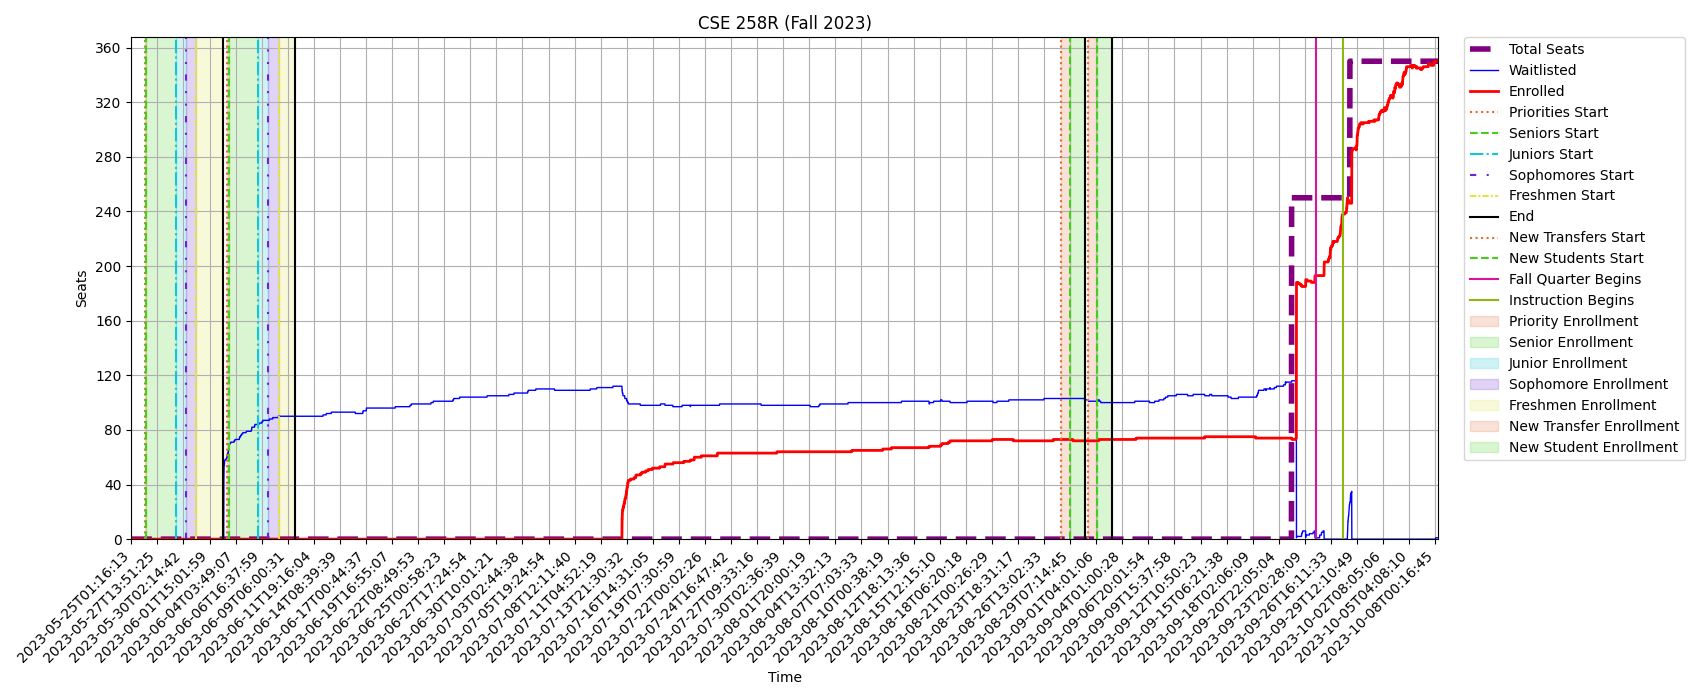 CSE 258R (Fall 2023)
Seats
360
320
280
240
200
160
120
80
40
0
2023-05-25T01:16:13
2023-05-27T13:51:25
2023-05-30T02:14:42
2023-06-01T15:01:59
2023-06-04T03:49:07
2023-06-06T16:37:59
2023-06-09T06:00:31
2023-06-11T19:16:04
2023-06-14T08:39:39
2023-06-17T00:44:37
2023-06-19T16:55:07
2023-06-22T08:49:53
2023-06-25T00:58:23
2023-06-27T17:24:54
2023-06-30T10:01:21
2023-07-03T02:44:38
2023-07-05T19:24:54
2023-07-08T12:11:40
2023-07-11T04:52:19
2023-07-13T21:30:32
2023-07-16T14:31:05
2023-07-19T07:30:59
2023-07-22T00:02:26
2023-07-24T16:47:42
2023-07-27T09:33:16
2023-07-30T02:36:39
2023-08-01T20:00:19
2023-08-04T13:32:13
2023-08-07T07:03:33
2023-08-10T00:38:19
2023-08-12T18:13:36
2023-08-15T12:15:10
2023-08-18T06:20:18
2023-08-21T00:26:29
2023-08-23T18:31:17
2023-08-26T13:02:33
2023-08-29T07:14:45
2023-09-01T04:01:06
2023-09-04T01:00:28
2023-09-06T20:01:54
2023-09-09T15:37:58
2023-09-12T10:50:23
2023-09-15T06:21:38
2023-09-18T02:06:09
2023-09-20T22:05:04
2023-09-23T20:28:09
2023-09-26T16:11:33
2023-09-29T12:10:49
2023-10-02T08:05:06
2023-10-05T04:08:10
2023-10-08T00:16:45
Time
Total Seats
Waitlisted
Enrolled
Priorities Start
Seniors Start
Juniors Start
Sophomores Start
Freshmen Start
End
New Transfers Start
New Students Start
Fall Quarter Begins
Instruction Begins
Priority Enrollment
Senior Enrollment
Junior Enrollment
Sophomore Enrollment
Freshmen Enrollment
New Transfer Enrollment
New Student Enrollment